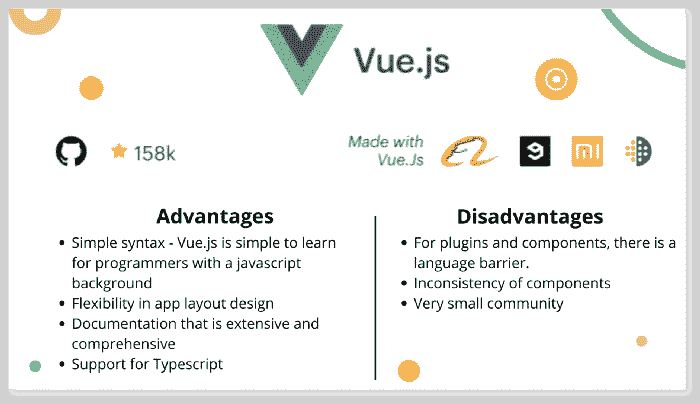 Vue.js
158k
Made with
Vue.Js
9
mi
Advantages
• Simple syntax - Vue.js is simple to learn
for programmers with a javascript
background
• Flexibility in app layout design
• Documentation that is extensive and
comprehensive
• Support for Typescript
Disadvantages
• For plugins and components, there is a
language barrier.
• Inconsistency of components
• Very small community